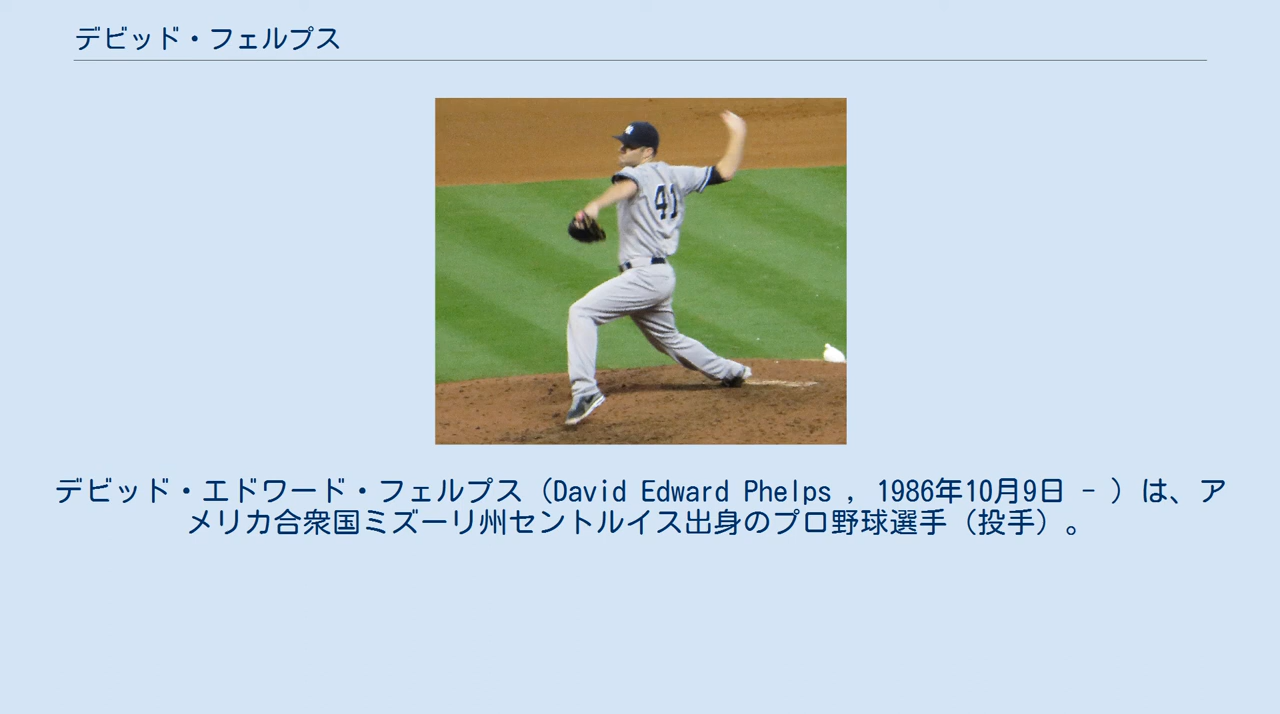 デビッド・フェルプス
41
デビッド・エドワード・フェルプス（David Edward Phelps , 1986年10月9日 - ）は、ア
メリカ合衆国ミズーリ州セントルイス出身のプロ野球選手（投手）。